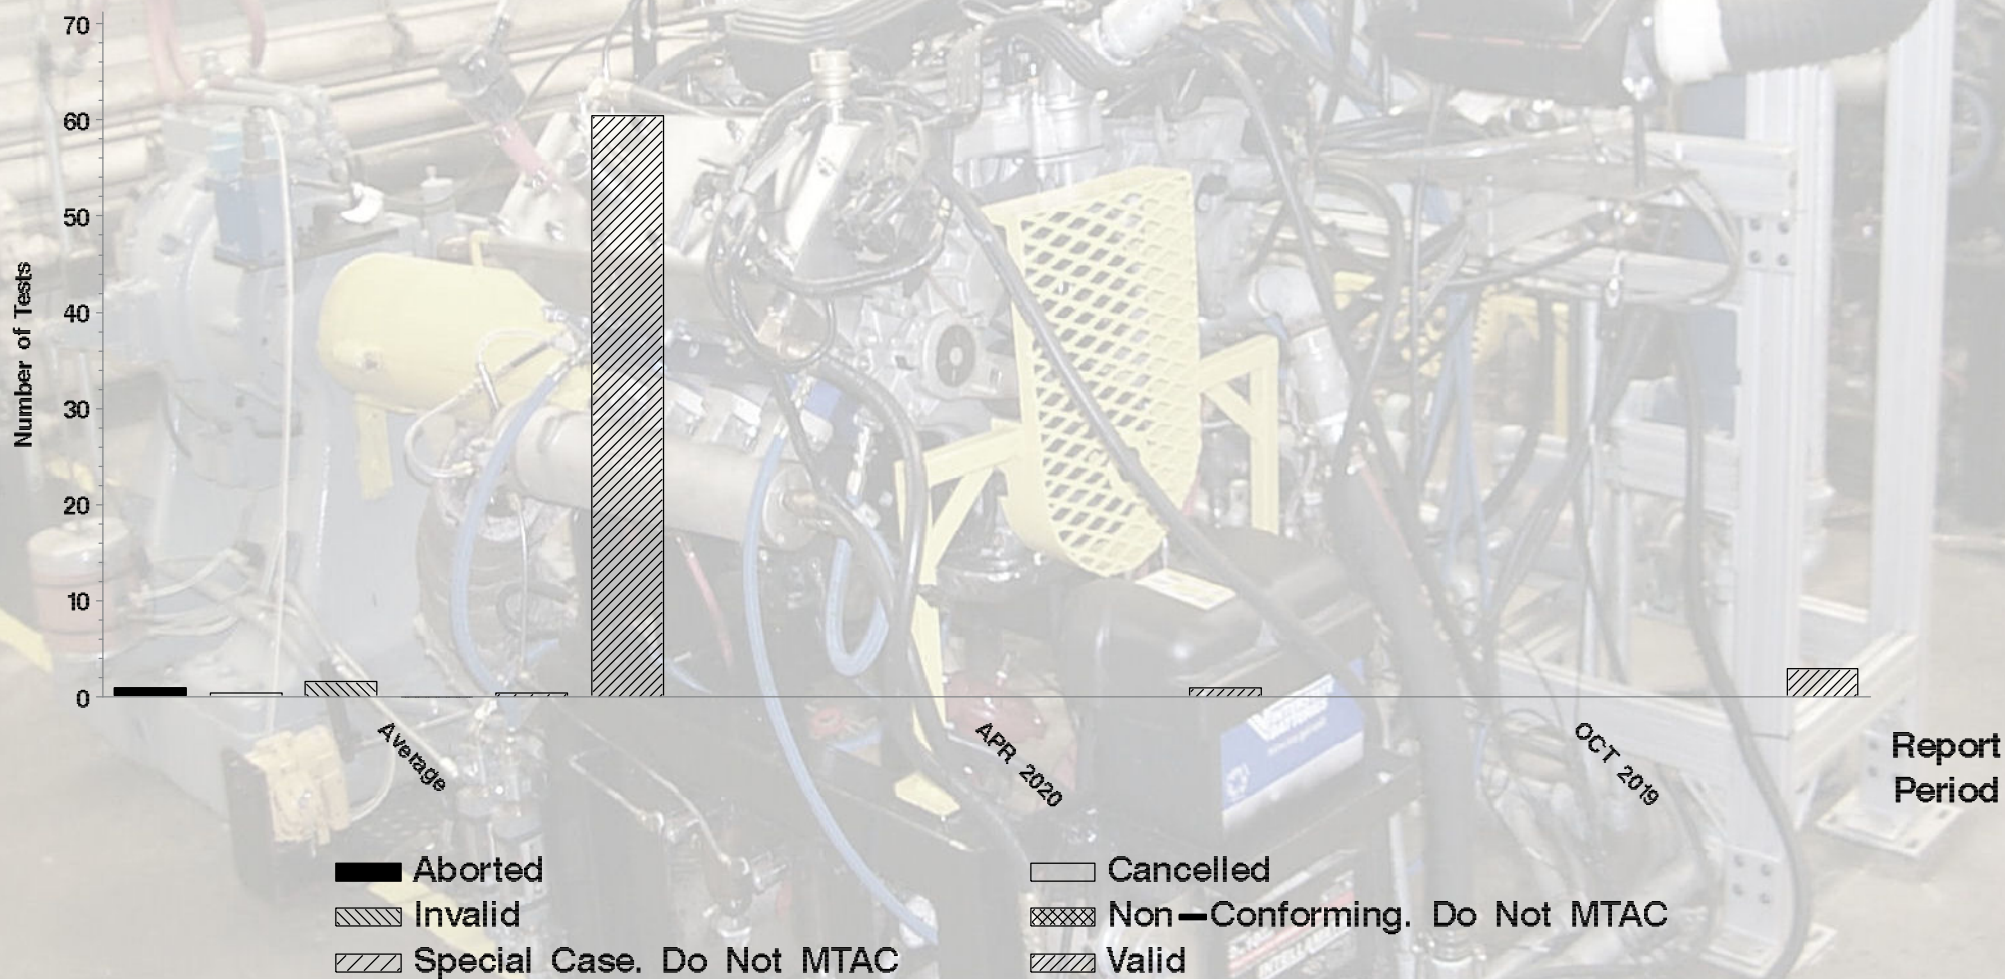 70
60
50
40
30
20
10
0
Number of Tests
Average
APR 2020
OCT 2019
Report
Period
Aborted
Cancelled
Invalid
Non-Conforming. Do Not MTAC
Special Case. Do Not MTAC
Valid